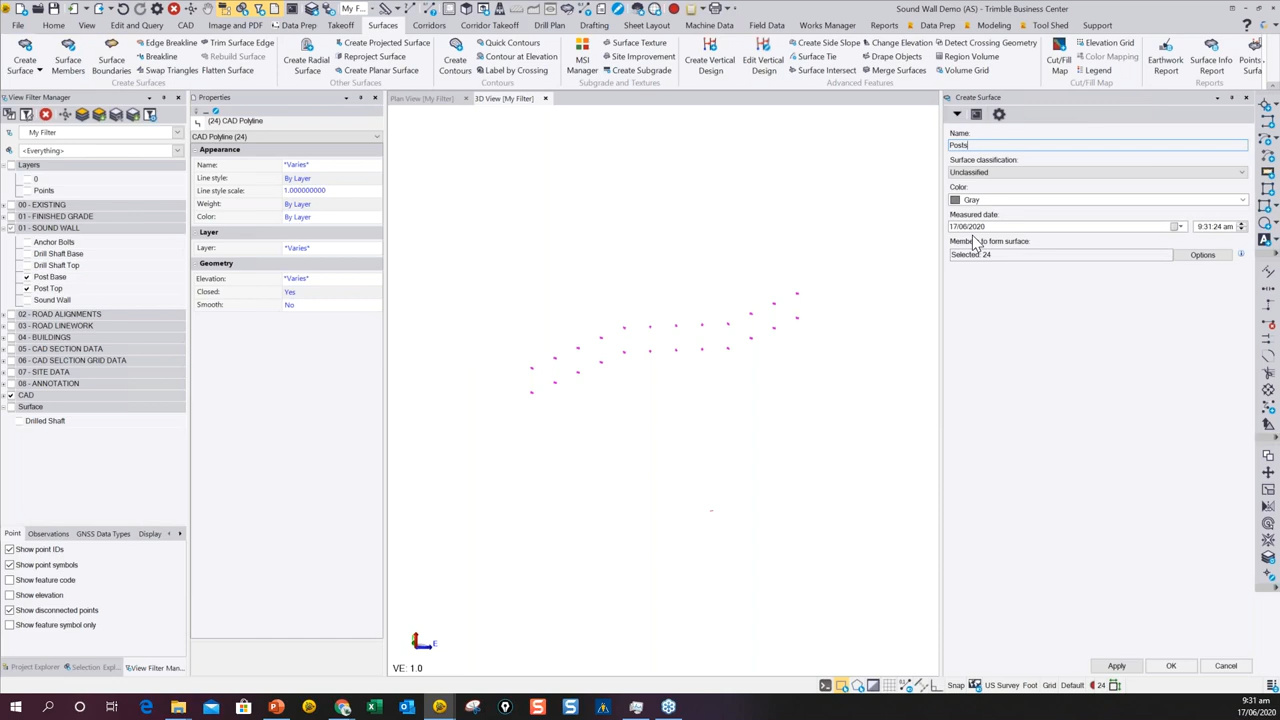 Sound Wall Demo (AS) - Trimble Business Center
My F...
File Home View Edit and Query CAD Image and PDF Data Prep Takeoff Surfaces Corridors Corridor Takeoff Drill Plan Drafting Sheet Layout Machine Data Field Data Works Manager Reports Data Prep Modeling Tool Shed Support
Create Surface
Surface Members
Surface Boundaries
Edge Breakline
Breakline
Swap Triangles
Trim Surface Edge
Rebuild Surface
Flatten Surface
Create Surfaces
Create Radial Surface
Create Projected Surface
Reproject Surface
Create Planar Surface
Other Surfaces
Create Contours
Quick Contours
Contour at Elevation
Label by Crossing
Contours
MSI Manager
Surface Texture
Site Improvement
Create Subgrade
Subgrade and Texture
Create Vertical Design
Edit Vertical Design
Create Side Slope
Surface Tie
Surface Intersect
Change Elevation
Drape Objects
Merge Surfaces
Detect Crossing Geometry
Region Volume
Volume Grid
Advanced Features
Cut/Fill Map
Elevation Grid
Color Mapping
Legend
Cut/Fill Map
Earthwork Report
Surface Info Report
Points Surfa
Reports
View Filter Manager
My Filter
<Everything>
Layers
0
Points
00 - EXISTING
01 - FINISHED GRADE
01 - SOUND WALL
Anchor Bolts
Drill Shaft Base
Drill Shaft Top
Post Base
Post Top
Sound Wall
02 - ROAD ALIGNMENTS
03 - ROAD LINEWORK
04 - BUILDINGS
05 - CAD SECTION DATA
06 - CAD SELCTION GRID DATA
07 - SITE DATA
08 - ANNOTATION
CAD
Surface
Drilled Shaft
Point Observations GNSS Data Types Display
Show point IDs
Show point symbols
Show feature code
Show elevation
Show disconnected points
Show feature symbol only
Project Explorer Selection Expl... View Filter Man...
Properties
(24) CAD Polyline
CAD Polyline (24)
Appearance
Name: *Varies*
Line style: By Layer
Line style scale: 1.000000000
Weight: By Layer
Color: By Layer
Layer
Layer: *Varies*
Geometry
Elevation: *Varies*
Closed: Yes
Smooth: No
Plan View [My Filter] 3D View [My Filter]
E
VE: 1.0
Create Surface
Name:
Posts
Surface classification:
Unclassified
Color:
Gray
Measured date:
17/06/2020 9:31:24 am
Members to form surface:
Selected: 24 Options
Apply OK Cancel
Snap US Survey Foot Grid Default 24
9:31 am
17/06/2020